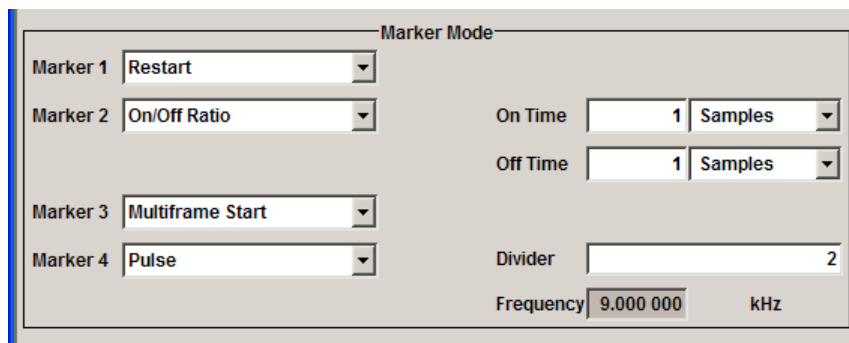 Marker Mode
Marker 1 Restart
Marker 2 On/Off Ratio On Time 1 Samples
Off Time 1 Samples
Marker 3 Multiframe Start
Marker 4 Pulse Divider 2
Frequency 9.000 000 kHz